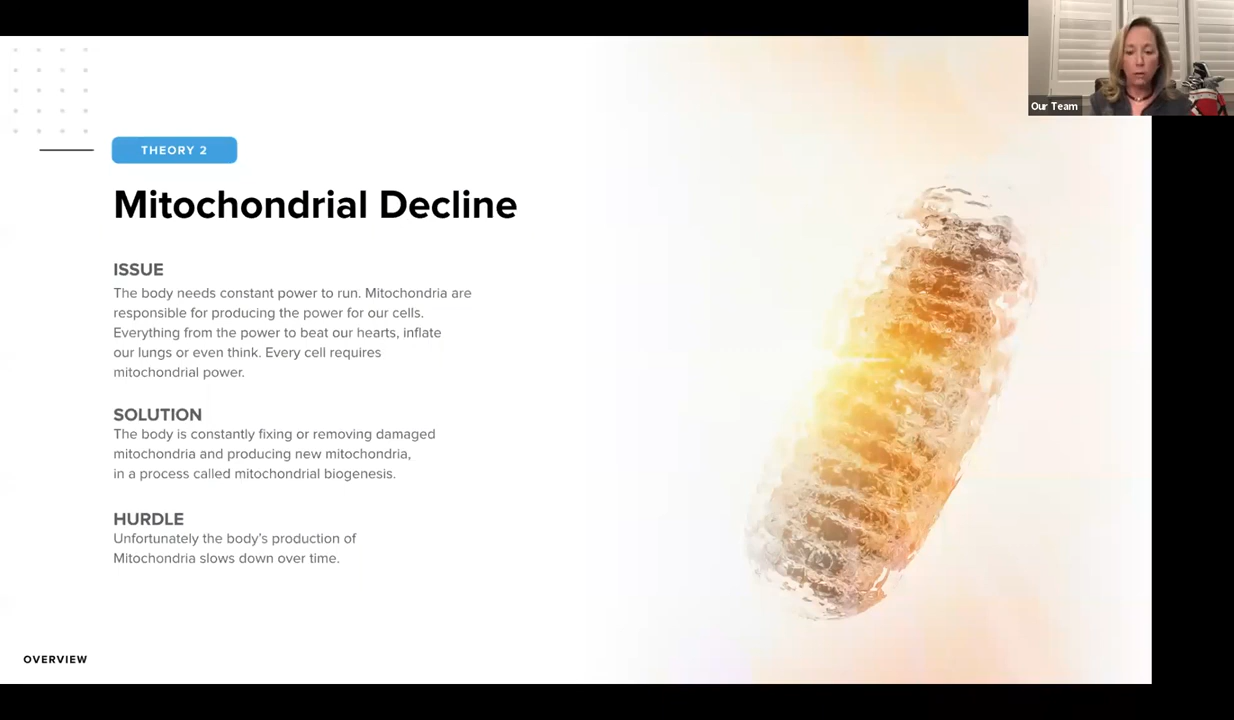 Our Team
THEORY 2
Mitochondrial Decline
ISSUE
The body needs constant power to run. Mitochondria are
responsible for producing the power for our cells.
Everything from the power to beat our hearts, inflate
our lungs or even think. Every cell requires
mitochondrial power.
SOLUTION
The body is constantly fixing or removing damaged
mitochondria and producing new mitochondria,
in a process called mitochondrial biogenesis.
HURDLE
Unfortunately the body’s production of
Mitochondria slows down over time.
OVERVIEW